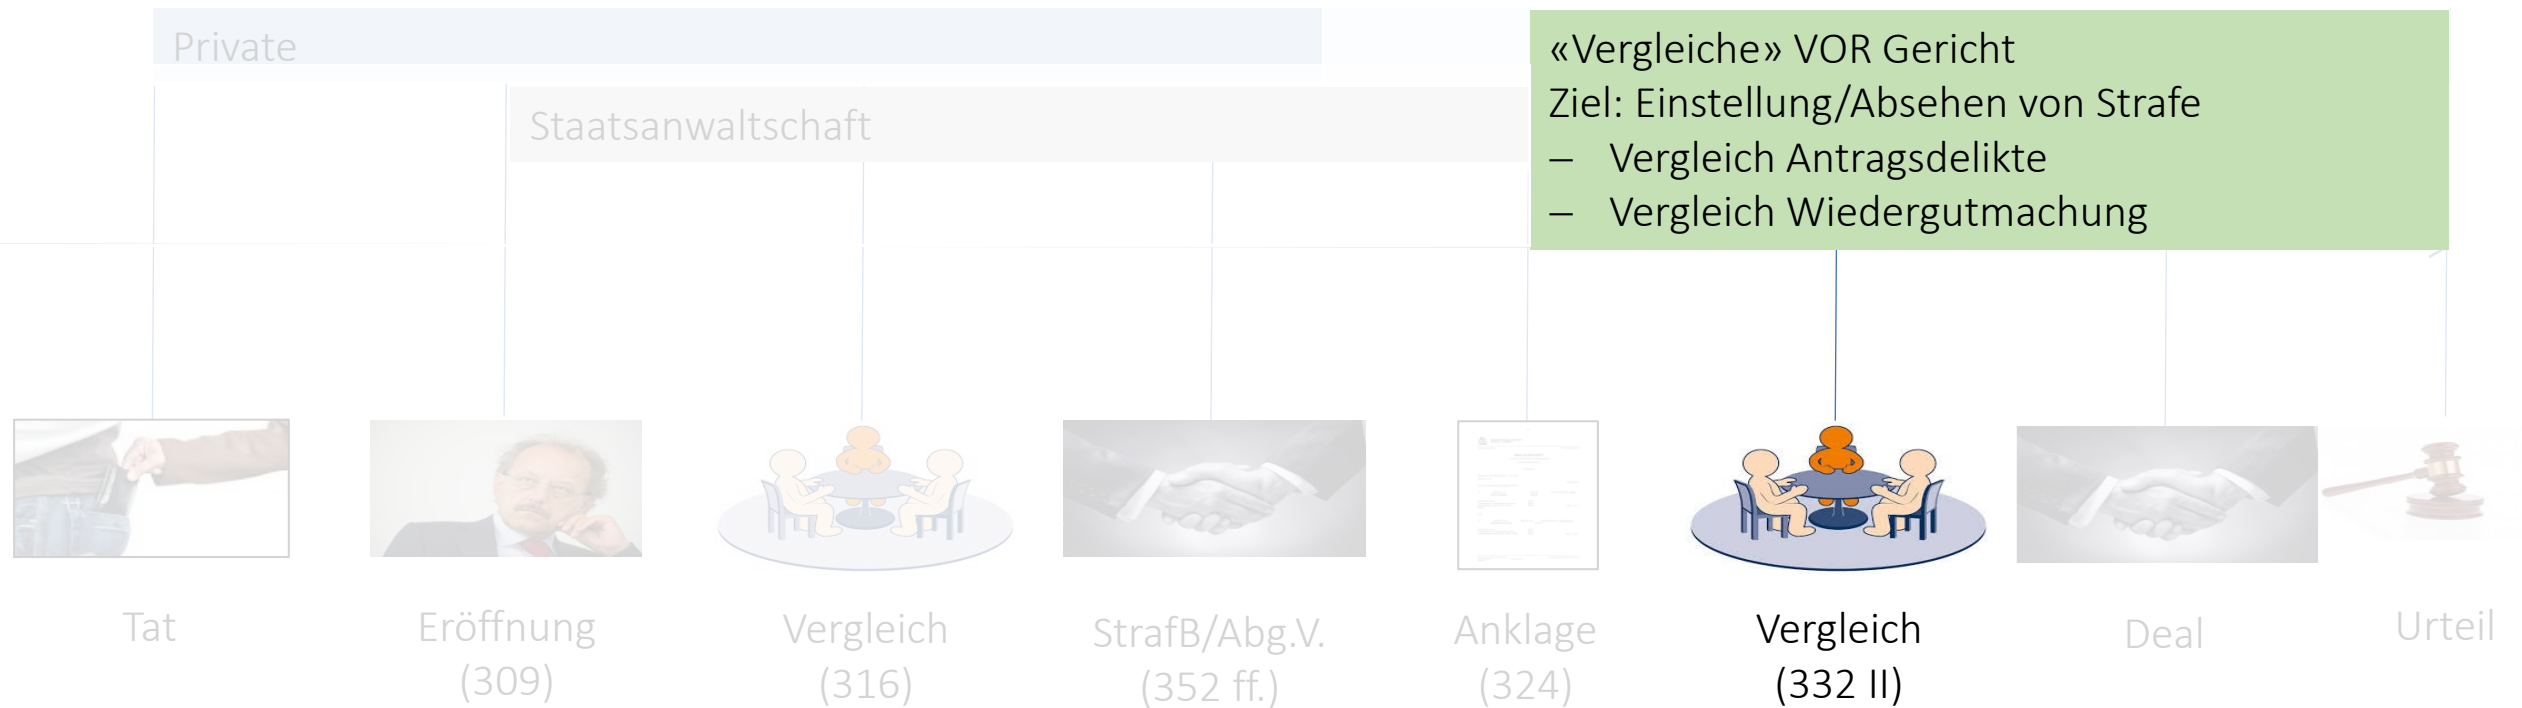 Private
Staatsanwaltschaft
«Vergleiche» VOR Gericht
Ziel: Einstellung/Absehen von Strafe
– Vergleich Antragsdelikte
– Vergleich Wiedergutmachung
Tat
Eröffnung
(309)
Vergleich
(316)
StrafB/Abg.V.
(352 ff.)
Anklage
(324)
Vergleich
(332 II)
Deal
Urteil